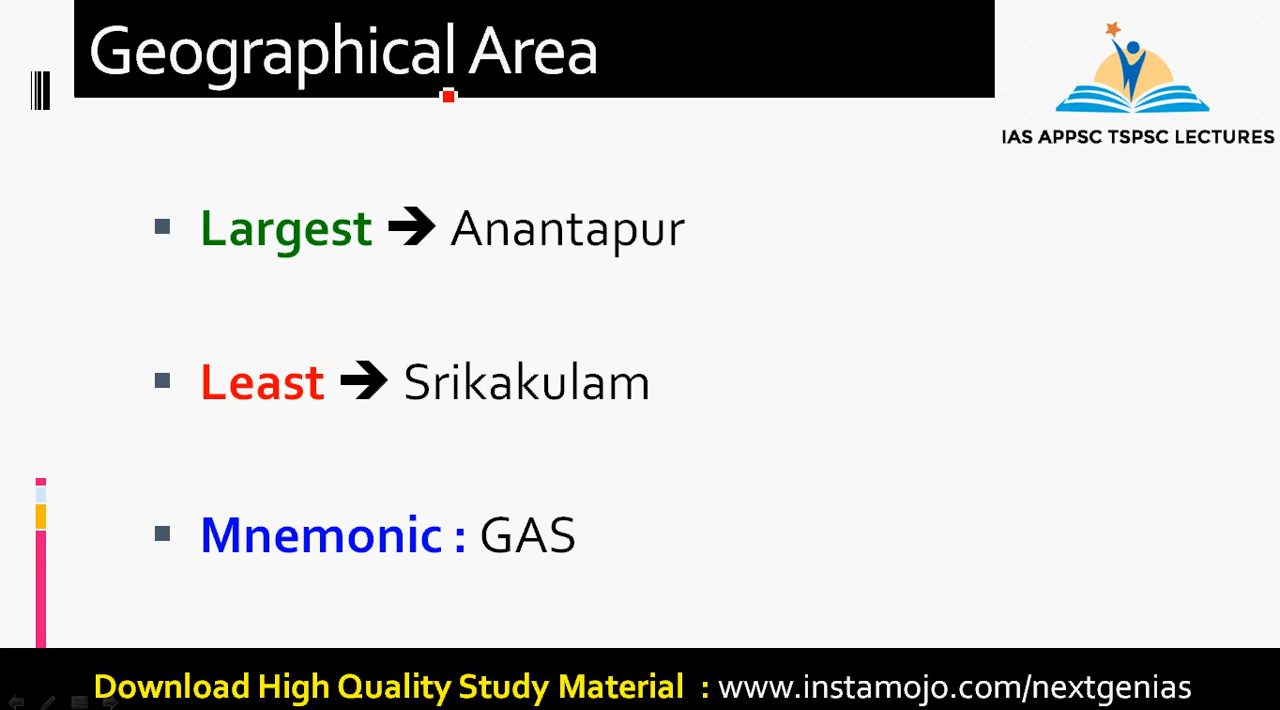 Geographical Area
IAS APPSC TSPSC LECTURES
Largest ➔ Anantapur
Least ➔ Srikakulam
Mnemonic : GAS
Download High Quality Study Material : www.instamojo.com/nextgenias